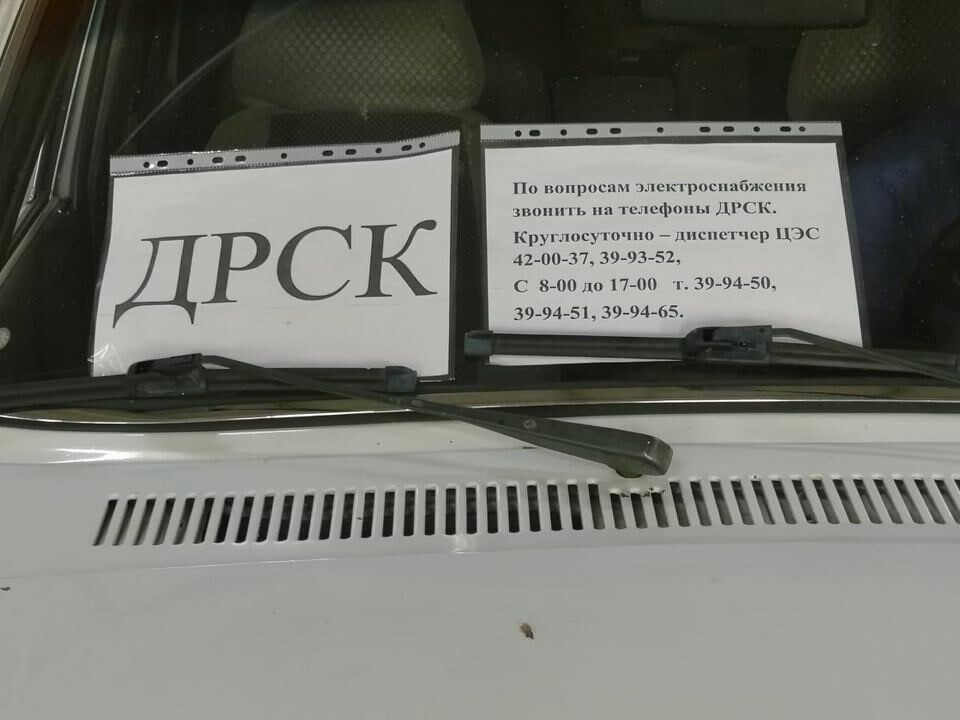 ДРСК
По вопросам электроснабжения
звонить на телефоны ДРСК.
Круглосуточно – диспетчер ЦЭС
42-00-37, 39-93-52,
С 8-00 до 17-00 т. 39-94-50,
39-94-51, 39-94-65.